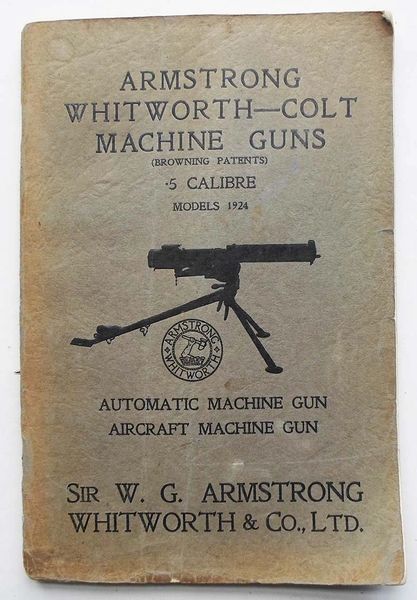 ARMSTRONG
WHITWORTH—COLT
MACHINE GUNS
(BROWNING PATENTS)
·5 CALIBRE
MODELS 1924
ARMSTRONG
WHITWORTH
AUTOMATIC MACHINE GUN
AIRCRAFT MACHINE GUN
SIR W. G. ARMSTRONG
WHITWORTH & CO., LTD.